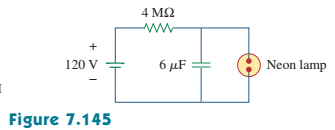 4 MΩ
+
120 V
6 μF
Neon lamp
−
Figure 7.145